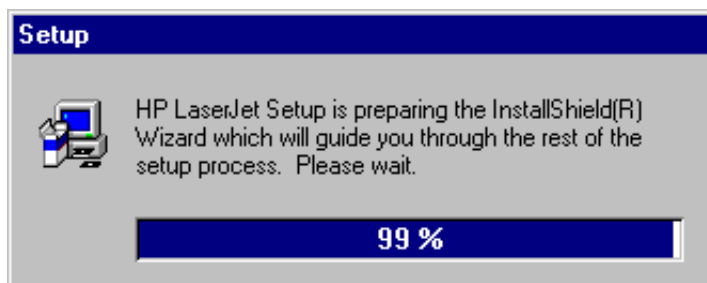 Setup
HP LaserJet Setup is preparing the InstallShield(R)
Wizard which will guide you through the rest of the
setup process.  Please wait.
99 %